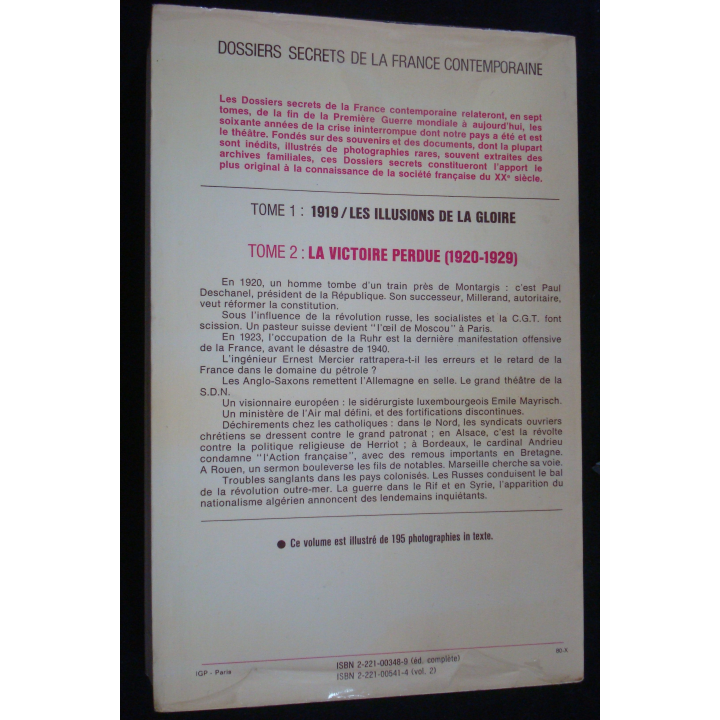 DOSSIERS SECRETS DE LA FRANCE CONTEMPORAINE
Les Dossiers secrets de la France contemporaine relateront, en sept
tomes, de la fin de la Première Guerre mondiale à aujourd'hui, les
soixante années de la crise ininterrompue dont notre pays a été et est
le théâtre. Fondés sur des souvenirs et des documents, dont la plupart
sont inédits, illustrés de photographies rares, souvent extraites des
archives familiales, ces Dossiers secrets constitueront l'apport le
plus original à la connaissance de la société française du XXe siècle.
TOME 1 : 1919 / LES ILLUSIONS DE LA GLOIRE
TOME 2 : LA VICTOIRE PERDUE (1920-1929)
En 1920, un homme tombe d'un train près de Montargis : c'est Paul
Deschanel, président de la République. Son successeur, Millerand, autoritaire,
veut réformer la constitution.
Sous l'influence de la révolution russe, les socialistes et la C.G.T. font
scission. Un pasteur suisse devient "l'œil de Moscou" à Paris.
En 1923, l'occupation de la Ruhr est la dernière manifestation offensive
de la France, avant le désastre de 1940.
L'ingénieur Ernest Mercier rattrapera-t-il les erreurs et le retard de la
France dans le domaine du pétrole ?
Les Anglo-Saxons remettent l'Allemagne en selle. Le grand théâtre de la
S.D.N.
Un visionnaire européen : le sidérurgiste luxembourgeois Emile Mayrisch.
Un ministère de l'Air mal défini, et des fortifications discontinues.
Déchirements chez les catholiques : dans le Nord, les syndicats ouvriers
chrétiens se dressent contre le grand patronat ; en Alsace, c'est la révolte
contre la politique religieuse de Herriot ; à Bordeaux, le cardinal Andrieu
condamne "l'Action française", avec des remous importants en Bretagne.
A Rouen, un sermon bouleverse les fils de notables. Marseille cherche sa voie.
Troubles sanglants dans les pays colonisés. Les Russes conduisent le bal
de la révolution outre-mer. La guerre dans le Rif et en Syrie, l'apparition du
nationalisme algérien annoncent des lendemains inquiétants.
● Ce volume est illustré de 195 photographies in texte.
IGP - Paris
ISBN 2-221-00348-9 (éd. complète)
ISBN 2-221-00541-4 (vol. 2)
80-X